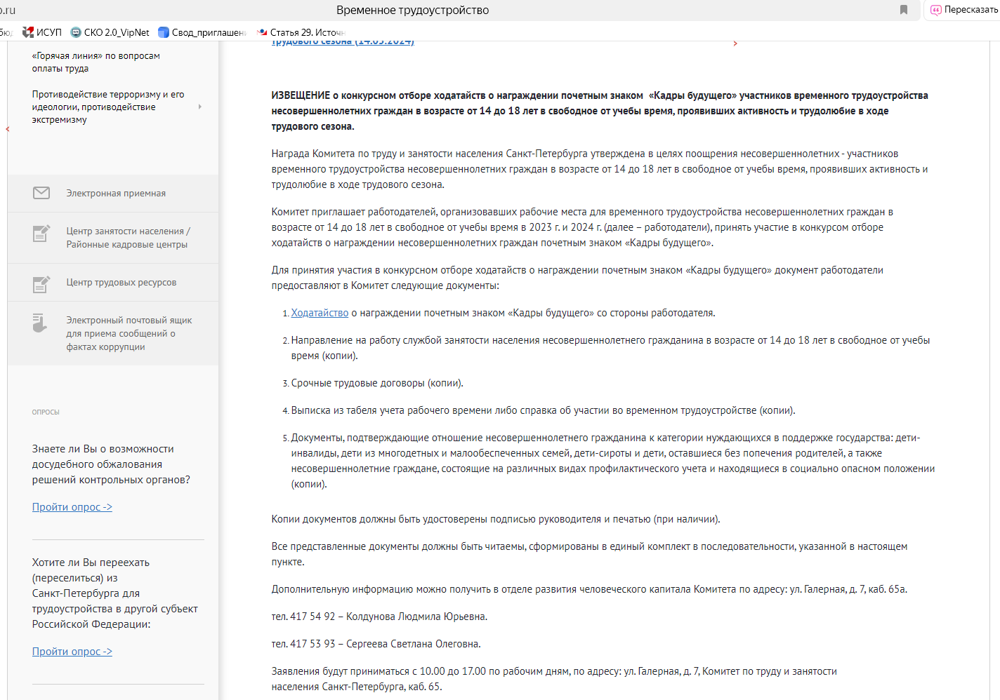 о.ru
Временное трудоустройство
Пересказать
бюд
ИСУП
СКО 2.0_VipNet
Свод_приглашен
Статья 29. Источн
«Горячая линия» по вопросам
оплаты труда
Противодействие терроризму и его
идеологии, противодействие
экстремизму
Электронная приемная
Центр занятости населения /
Районные кадровые центры
Центр трудовых ресурсов
Электронный почтовый ящик
для приема сообщений о
фактах коррупции
ОПРОСЫ
Знаете ли Вы о возможности
досудебного обжалования
решений контрольных органов?
Пройти опрос ->
Хотите ли Вы переехать
(переселиться) из
Санкт-Петербурга для
трудоустройства в другой субъект
Российской Федерации:
Пройти опрос ->
трудового сезона (14.05.2024)
ИЗВЕЩЕНИЕ о конкурсном отборе ходатайств о награждении почетным знаком «Кадры будущего» участников временного трудоустройства
несовершеннолетних граждан в возрасте от 14 до 18 лет в свободное от учебы время, проявивших активность и трудолюбие в ходе
трудового сезона.
Награда Комитета по труду и занятости населения Санкт-Петербурга утверждена в целях поощрения несовершеннолетних - участников
временного трудоустройства несовершеннолетних граждан в возрасте от 14 до 18 лет в свободное от учебы время, проявивших активность и
трудолюбие в ходе трудового сезона.
Комитет приглашает работодателей, организовавших рабочие места для временного трудоустройства несовершеннолетних граждан в
возрасте от 14 до 18 лет в свободное от учебы время в 2023 г. и 2024 г. (далее – работодатели), принять участие в конкурсом отборе
ходатайств о награждении несовершеннолетних граждан почетным знаком «Кадры будущего».
Для принятия участия в конкурсном отборе ходатайств о награждении почетным знаком «Кадры будущего» документ работодатели
предоставляют в Комитет следующие документы:
1. Ходатайство о награждении почетным знаком «Кадры будущего» со стороны работодателя.
2. Направление на работу службой занятости населения несовершеннолетнего гражданина в возрасте от 14 до 18 лет в свободное от учебы
время (копии).
3. Срочные трудовые договоры (копии).
4. Выписка из табеля учета рабочего времени либо справка об участии во временном трудоустройстве (копии).
5. Документы, подтверждающие отношение несовершеннолетнего гражданина к категории нуждающихся в поддержке государства: дети-
инвалиды, дети из многодетных и малообеспеченных семей, дети-сироты и дети, оставшиеся без попечения родителей, а также
несовершеннолетние граждане, состоящие на различных видах профилактического учета и находящиеся в социально опасном положении
(копии).
Копии документов должны быть удостоверены подписью руководителя и печатью (при наличии).
Все представленные документы должны быть читаемы, сформированы в единый комплект в последовательности, указанной в настоящем
пункте.
Дополнительную информацию можно получить в отделе развития человеческого капитала Комитета по адресу: ул. Галерная, д. 7, каб. 65а.
тел. 417 54 92 – Колдунова Людмила Юрьевна.
тел. 417 53 93 – Сергеева Светлана Олеговна.
Заявления будут приниматься с 10.00 до 17.00 по рабочим дням, по адресу: ул. Галерная, д. 7, Комитет по труду и занятости
населения Санкт-Петербурга, каб. 65.